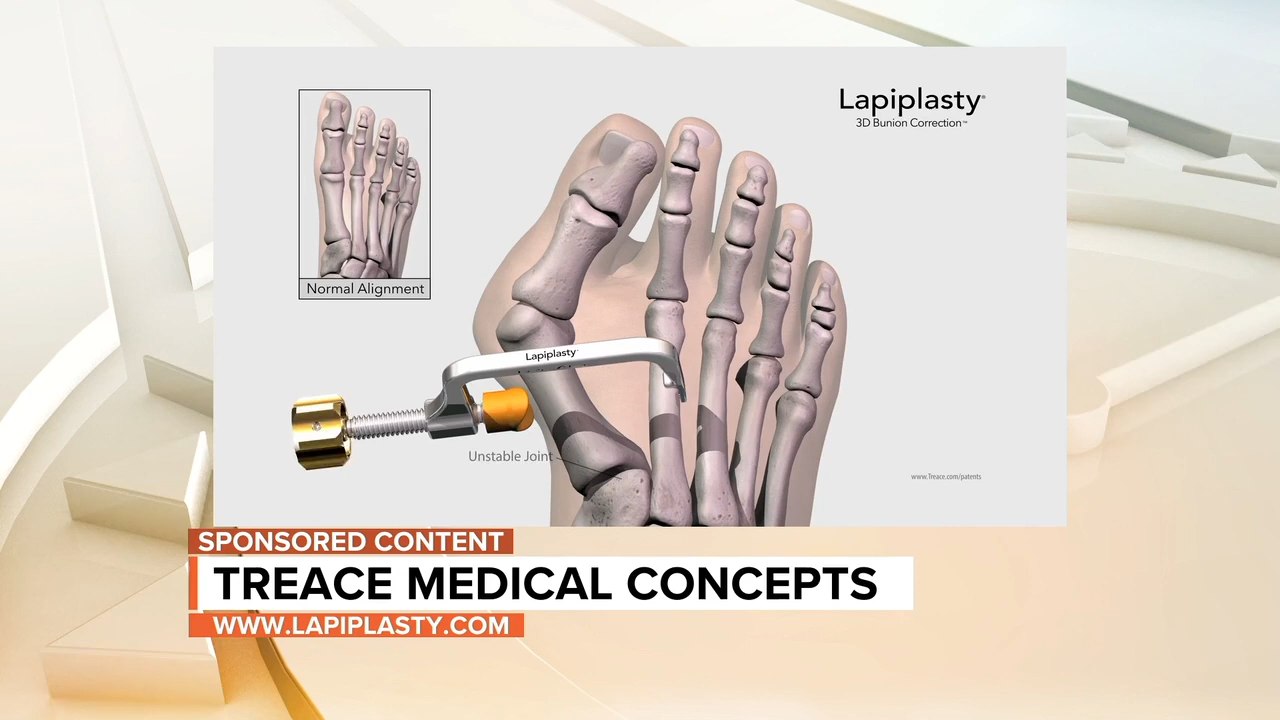 Lapiplasty®
3D Bunion Correction™
Normal Alignment
Lapiplasty®
Unstable Joint
www.Treace.com/patents
SPONSORED CONTENT
TREACE MEDICAL CONCEPTS
WWW.LAPIPLASTY.COM